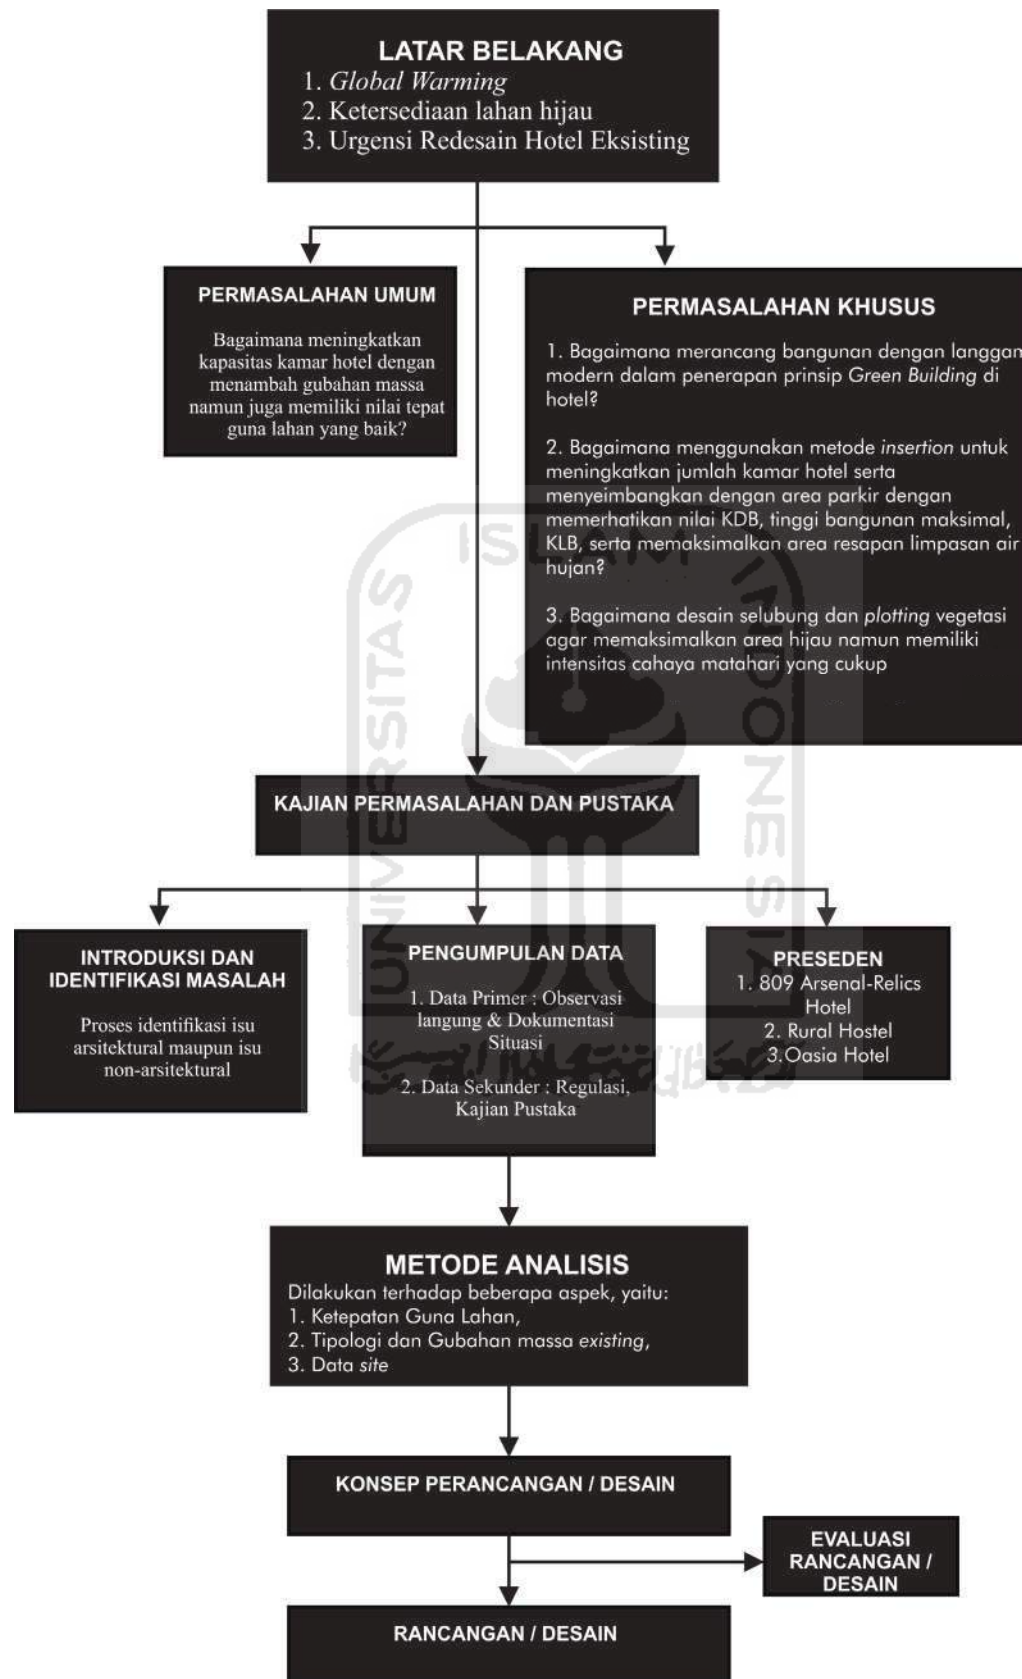 LATAR BELAKANG
1. Global Warming
2. Ketersediaan lahan hijau
3. Urgensi Redesain Hotel Eksisting
PERMASALAHAN UMUM
Bagaimana meningkatkan
kapasitas kamar hotel dengan
menambah gubahan massa
namun juga memiliki nilai tepat
guna lahan yang baik?
PERMASALAHAN KHUSUS
1. Bagaimana merancang bangunan dengan langgam
modern dalam penerapan prinsip Green Building di
hotel?
2. Bagaimana menggunakan metode insertion untuk
meningkatkan jumlah kamar hotel serta
menyeimbangkan dengan area parkir dengan
memerhatikan nilai KDB, tinggi bangunan maksimal,
KLB, serta memaksimalkan area resapan limpasan air
hujan?
3. Bagaimana desain selubung dan plotting vegetasi
agar memaksimalkan area hijau namun memiliki
intensitas cahaya matahari yang cukup
UNIVERSITAS
ISLAM
INDONESIA
KAJIAN PERMASALAHAN DAN PUSTAKA
INTRODUKSI DAN
IDENTIFIKASI MASALAH
Proses identifikasi isu
arsitektural maupun isu
non-arsitektural
PENGUMPULAN DATA
1. Data Primer : Observasi
langung & Dokumentasi
Situasi
2. Data Sekunder : Regulasi,
Kajian Pustaka
PRESEDEN
1. 809 Arsenal-Relics
Hotel
2. Rural Hostel
3.Oasia Hotel
METODE ANALISIS
Dilakukan terhadap beberapa aspek, yaitu:
1. Ketepatan Guna Lahan,
2. Tipologi dan Gubahan massa existing,
3. Data site
KONSEP PERANCANGAN / DESAIN
EVALUASI
RANCANGAN /
DESAIN
RANCANGAN / DESAIN